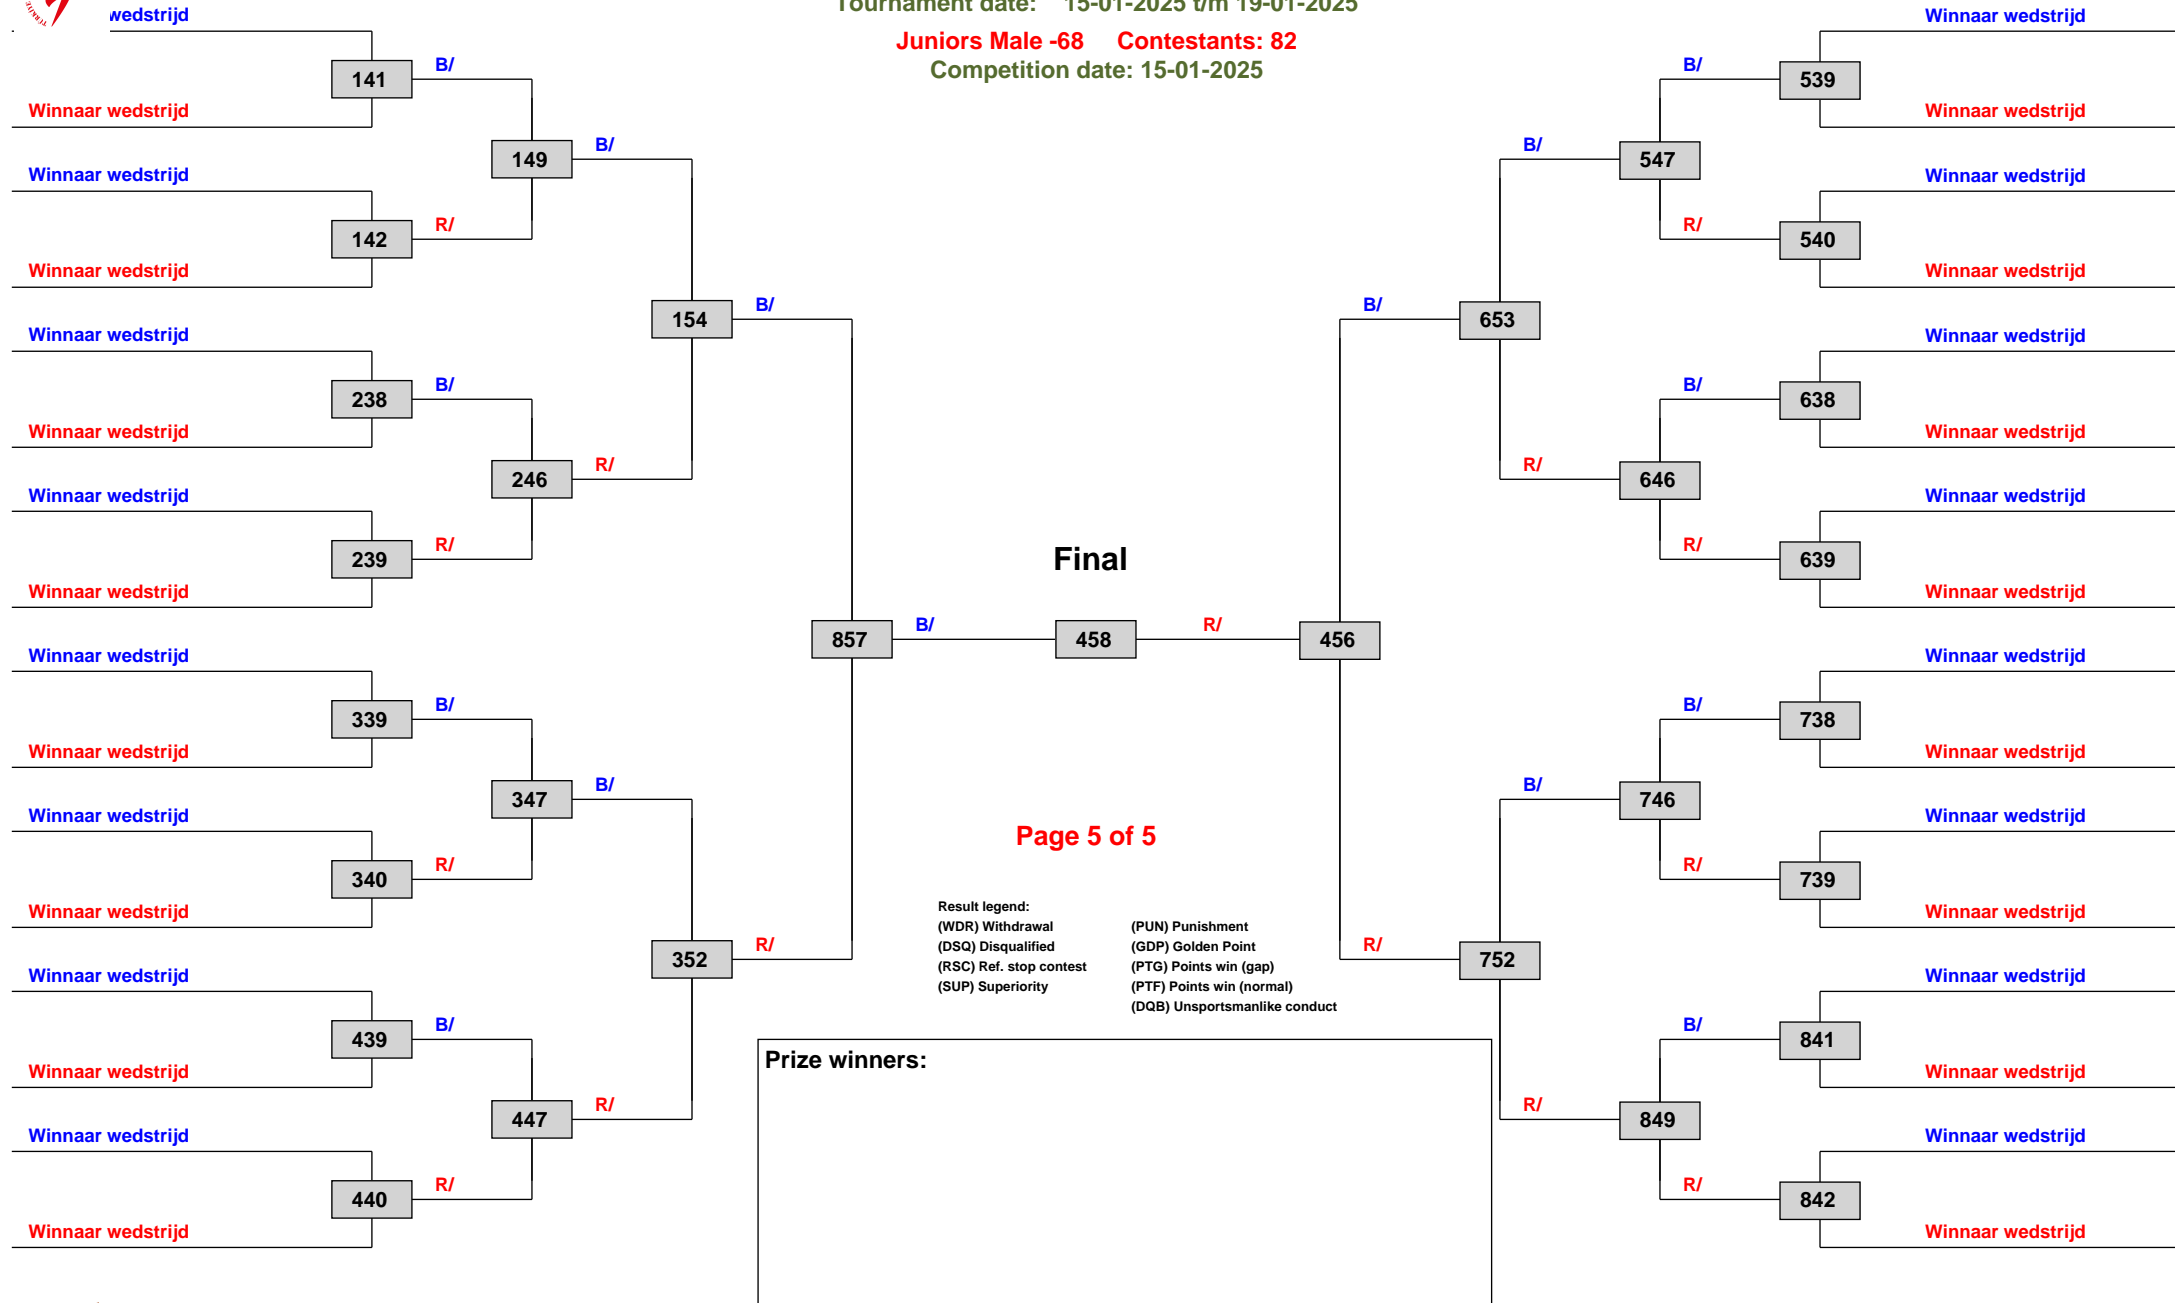 TÜRKİYE
wedstrijd
Tournament date: 15-01-2025 t/m 19-01-2025
Juniors Male -68 Contestants: 82
Competition date: 15-01-2025
Winnaar wedstrijd
141 B/
B/ 539
Winnaar wedstrijd
Winnaar wedstrijd
149 B/
B/ 547
Winnaar wedstrijd
Winnaar wedstrijd
142 R/
R/ 540
Winnaar wedstrijd
Winnaar wedstrijd
154 B/
B/ 653
Winnaar wedstrijd
Winnaar wedstrijd
238 B/
B/ 638
Winnaar wedstrijd
Winnaar wedstrijd
246 R/
R/ 646
Winnaar wedstrijd
Winnaar wedstrijd
239 R/
R/ 639
Final
Winnaar wedstrijd
Winnaar wedstrijd
857 B/ 458 R/ 456
Winnaar wedstrijd
Winnaar wedstrijd
339 B/
B/ 738
Winnaar wedstrijd
Winnaar wedstrijd
347 B/
B/ 746
Winnaar wedstrijd
Winnaar wedstrijd
Page 5 of 5
340 R/
R/ 739
Winnaar wedstrijd
Winnaar wedstrijd
Result legend:
(WDR) Withdrawal (PUN) Punishment
(DSQ) Disqualified (GDP) Golden Point
(RSC) Ref. stop contest (PTG) Points win (gap)
(SUP) Superiority (PTF) Points win (normal)
(DQB) Unsportsmanlike conduct
352 R/
R/ 752
Winnaar wedstrijd
Winnaar wedstrijd
439 B/
B/ 841
Winnaar wedstrijd
Winnaar wedstrijd
Prize winners:
447 R/
R/ 849
Winnaar wedstrijd
Winnaar wedstrijd
440 R/
R/ 842
Winnaar wedstrijd
Winnaar wedstrijd